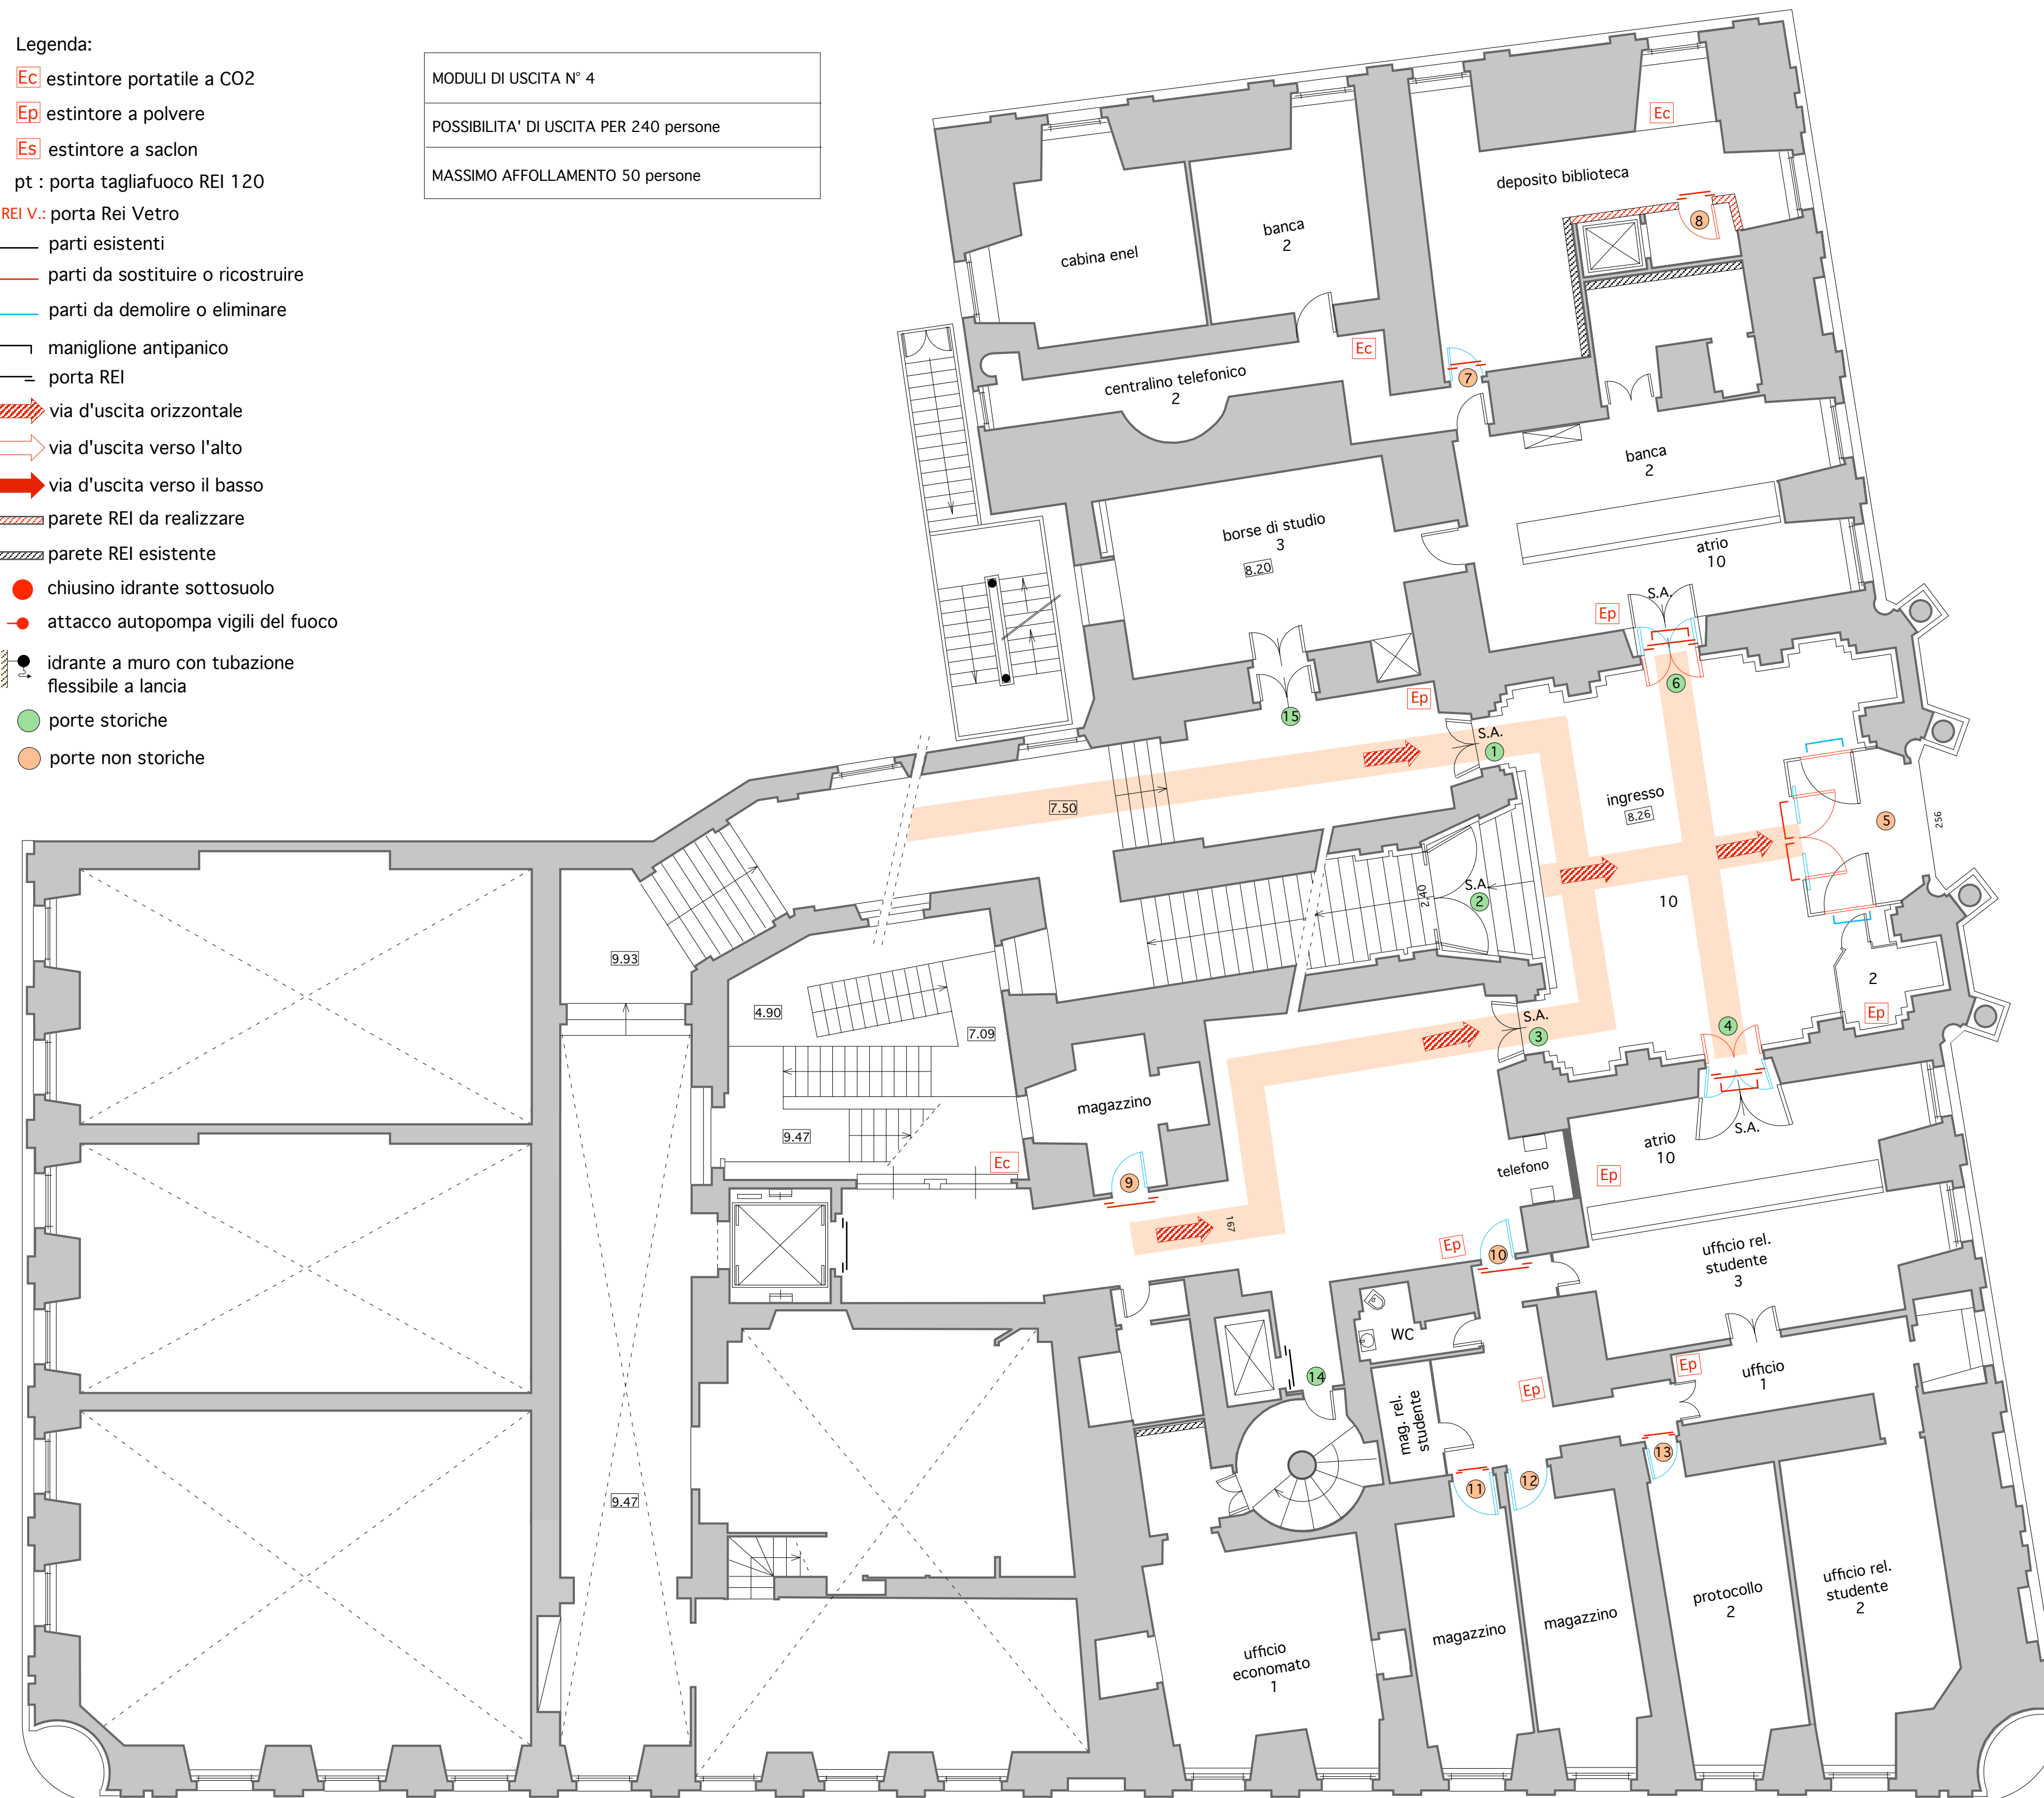 Legenda:
Ec estintore portatile a CO2
Ep estintore a polvere
Es estintore a saclon
pt : porta tagliafuoco REI 120
REI V.: porta Rei Vetro
parti esistenti
parti da sostituire o ricostruire
parti da demolire o eliminare
maniglione antipanico
porta REI
via d'uscita orizzontale
via d'uscita verso l'alto
via d'uscita verso il basso
parete REI da realizzare
parete REI esistente
chiusino idrante sottosuolo
attacco autopompa vigili del fuoco
idrante a muro con tubazione
flessibile a lancia
porte storiche
porte non storiche
MODULI DI USCITA N° 4
POSSIBILITA' DI USCITA PER 240 persone
MASSIMO AFFOLLAMENTO 50 persone
Ec
deposito biblioteca
8
banca
2
cabina enel
Ec
7
centralino telefonico
2
banca
2
borse di studio
3
8.20
atrio
10
S.A.
Ep
6
Ep
15
S.A.
1
7.50
ingresso
8.26
5
256
2.40
S.A.
2
10
9.93
2
Ep
4.90
7.09
S.A.
3
4
magazzino
S.A.
9.47
Ec
atrio
10
telefono
Ep
9
167
Ep
10
ufficio rel.
studente
3
WC
14
Ep
ufficio
1
Ep
mag. rel.
studente
13
11
12
9.47
ufficio rel.
studente
2
protocollo
2
magazzino
magazzino
ufficio
economato
1